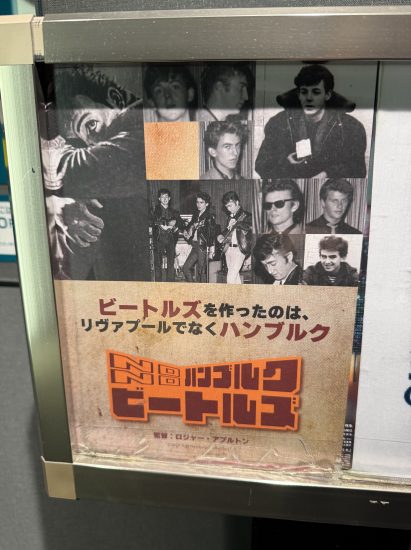 ビートルズを作ったのは、
リヴァプールでなくハンブルク
NO ハンブルク
NO ビートルズ
監督：ロジャー・アプルトン